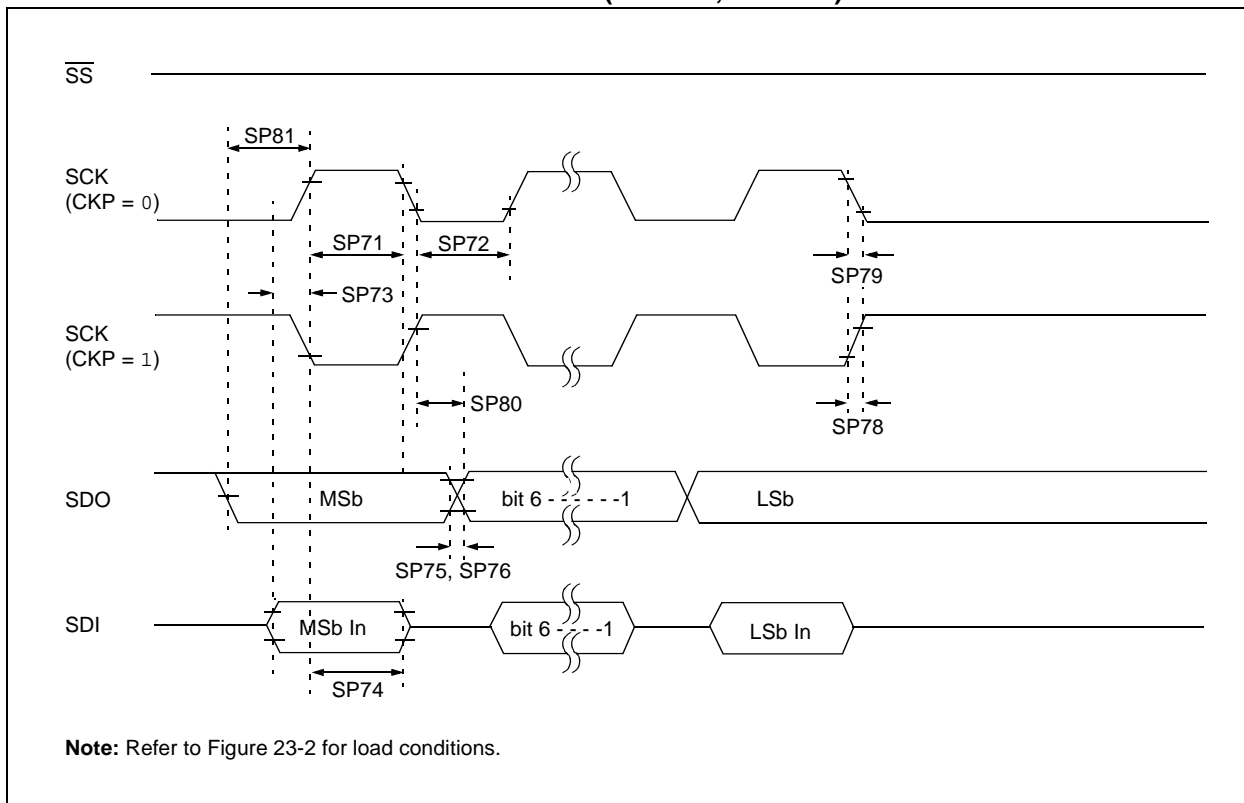 SS
SP81
SCK
(CKP = 0)
SP71
SP72
SP79
SP73
SCK
(CKP = 1)
SP80
SP78
SDO
MSb
bit 6 - - - - - -1
LSb
SP75, SP76
SDI
MSb In
bit 6 - - - -1
LSb In
SP74
Note: Refer to Figure 23-2 for load conditions.